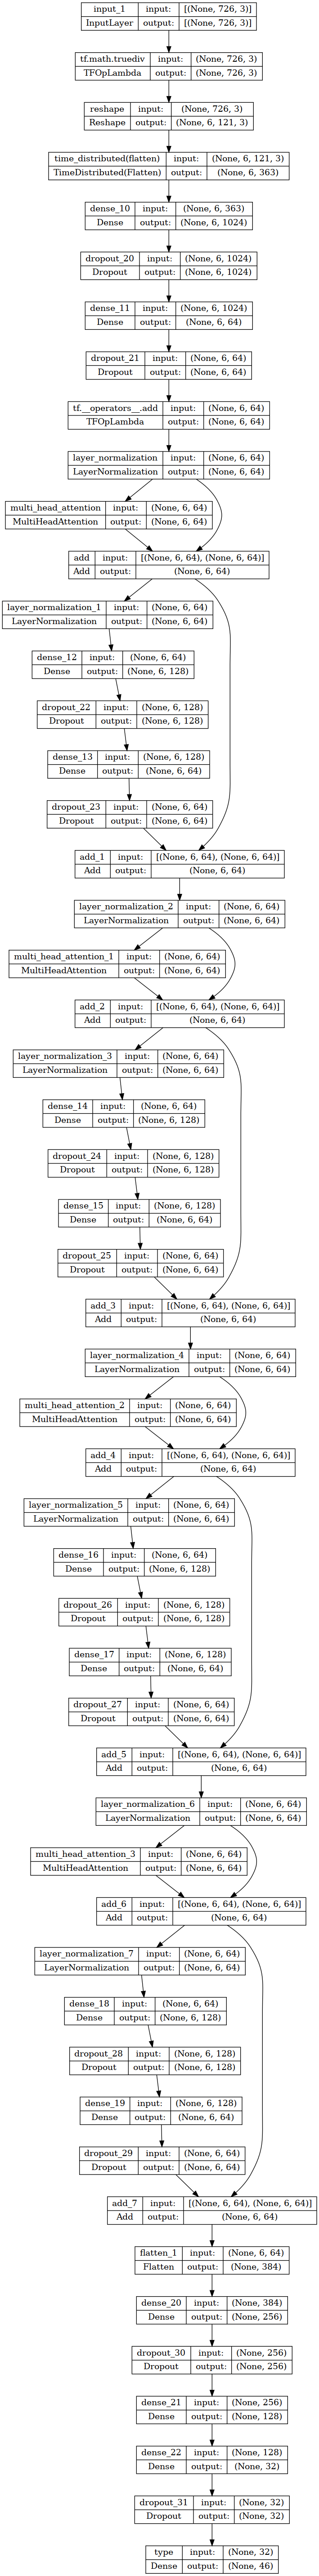 input_1 input: [(None, 726, 3)]
InputLayer output: [(None, 726, 3)]
tf.math.truediv input: (None, 726, 3)
TFOpLambda output: (None, 726, 3)
reshape input: (None, 726, 3)
Reshape output: (None, 6, 121, 3)
time_distributed(flatten) input: (None, 6, 121, 3)
TimeDistributed(Flatten) output: (None, 6, 363)
dense_10 input: (None, 6, 363)
Dense output: (None, 6, 1024)
dropout_20 input: (None, 6, 1024)
Dropout output: (None, 6, 1024)
dense_11 input: (None, 6, 1024)
Dense output: (None, 6, 64)
dropout_21 input: (None, 6, 64)
Dropout output: (None, 6, 64)
tf.__operators__.add input: (None, 6, 64)
TFOpLambda output: (None, 6, 64)
layer_normalization input: (None, 6, 64)
LayerNormalization output: (None, 6, 64)
multi_head_attention input: (None, 6, 64)
MultiHeadAttention output: (None, 6, 64)
add input: [(None, 6, 64), (None, 6, 64)]
Add output: (None, 6, 64)
layer_normalization_1 input: (None, 6, 64)
LayerNormalization output: (None, 6, 64)
dense_12 input: (None, 6, 64)
Dense output: (None, 6, 128)
dropout_22 input: (None, 6, 128)
Dropout output: (None, 6, 128)
dense_13 input: (None, 6, 128)
Dense output: (None, 6, 64)
dropout_23 input: (None, 6, 64)
Dropout output: (None, 6, 64)
add_1 input: [(None, 6, 64), (None, 6, 64)]
Add output: (None, 6, 64)
layer_normalization_2 input: (None, 6, 64)
LayerNormalization output: (None, 6, 64)
multi_head_attention_1 input: (None, 6, 64)
MultiHeadAttention output: (None, 6, 64)
add_2 input: [(None, 6, 64), (None, 6, 64)]
Add output: (None, 6, 64)
layer_normalization_3 input: (None, 6, 64)
LayerNormalization output: (None, 6, 64)
dense_14 input: (None, 6, 64)
Dense output: (None, 6, 128)
dropout_24 input: (None, 6, 128)
Dropout output: (None, 6, 128)
dense_15 input: (None, 6, 128)
Dense output: (None, 6, 64)
dropout_25 input: (None, 6, 64)
Dropout output: (None, 6, 64)
add_3 input: [(None, 6, 64), (None, 6, 64)]
Add output: (None, 6, 64)
layer_normalization_4 input: (None, 6, 64)
LayerNormalization output: (None, 6, 64)
multi_head_attention_2 input: (None, 6, 64)
MultiHeadAttention output: (None, 6, 64)
add_4 input: [(None, 6, 64), (None, 6, 64)]
Add output: (None, 6, 64)
layer_normalization_5 input: (None, 6, 64)
LayerNormalization output: (None, 6, 64)
dense_16 input: (None, 6, 64)
Dense output: (None, 6, 128)
dropout_26 input: (None, 6, 128)
Dropout output: (None, 6, 128)
dense_17 input: (None, 6, 128)
Dense output: (None, 6, 64)
dropout_27 input: (None, 6, 64)
Dropout output: (None, 6, 64)
add_5 input: [(None, 6, 64), (None, 6, 64)]
Add output: (None, 6, 64)
layer_normalization_6 input: (None, 6, 64)
LayerNormalization output: (None, 6, 64)
multi_head_attention_3 input: (None, 6, 64)
MultiHeadAttention output: (None, 6, 64)
add_6 input: [(None, 6, 64), (None, 6, 64)]
Add output: (None, 6, 64)
layer_normalization_7 input: (None, 6, 64)
LayerNormalization output: (None, 6, 64)
dense_18 input: (None, 6, 64)
Dense output: (None, 6, 128)
dropout_28 input: (None, 6, 128)
Dropout output: (None, 6, 128)
dense_19 input: (None, 6, 128)
Dense output: (None, 6, 64)
dropout_29 input: (None, 6, 64)
Dropout output: (None, 6, 64)
add_7 input: [(None, 6, 64), (None, 6, 64)]
Add output: (None, 6, 64)
flatten_1 input: (None, 6, 64)
Flatten output: (None, 384)
dense_20 input: (None, 384)
Dense output: (None, 256)
dropout_30 input: (None, 256)
Dropout output: (None, 256)
dense_21 input: (None, 256)
Dense output: (None, 128)
dense_22 input: (None, 128)
Dense output: (None, 32)
dropout_31 input: (None, 32)
Dropout output: (None, 32)
type input: (None, 32)
Dense output: (None, 46)